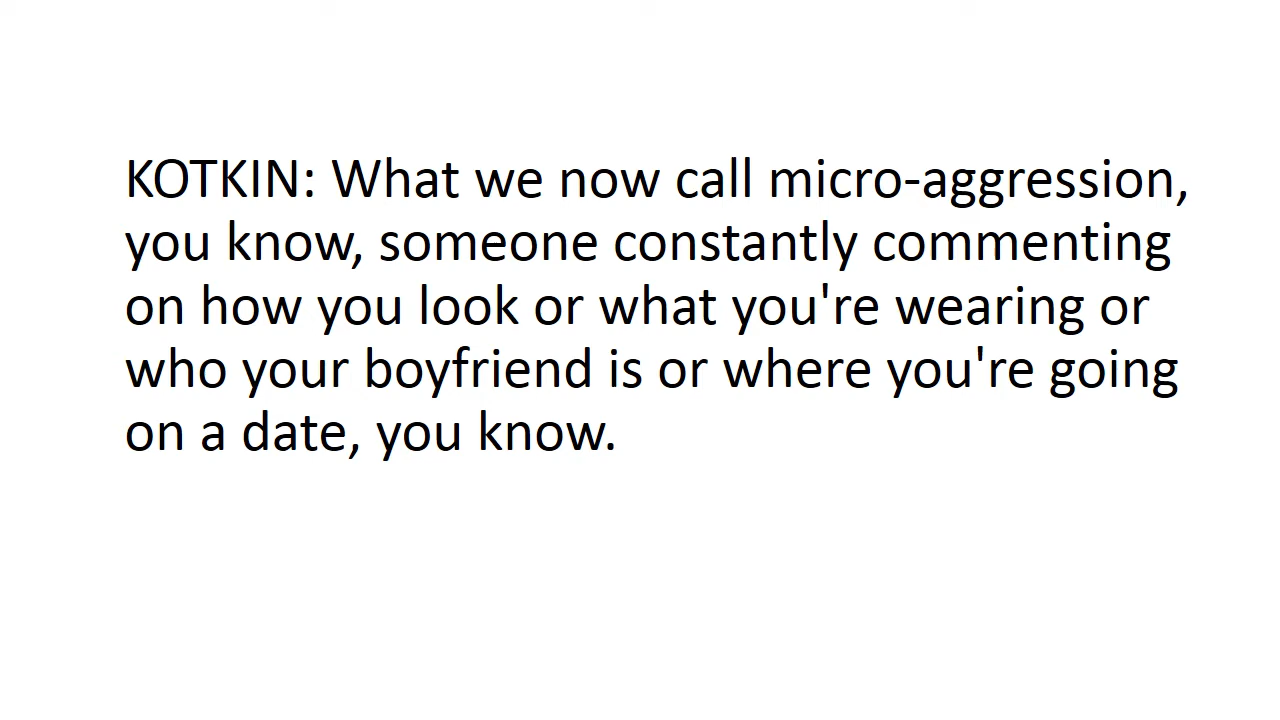 KOTKIN: What we now call micro-aggression,
you know, someone constantly commenting
on how you look or what you're wearing or
who your boyfriend is or where you're going
on a date, you know.